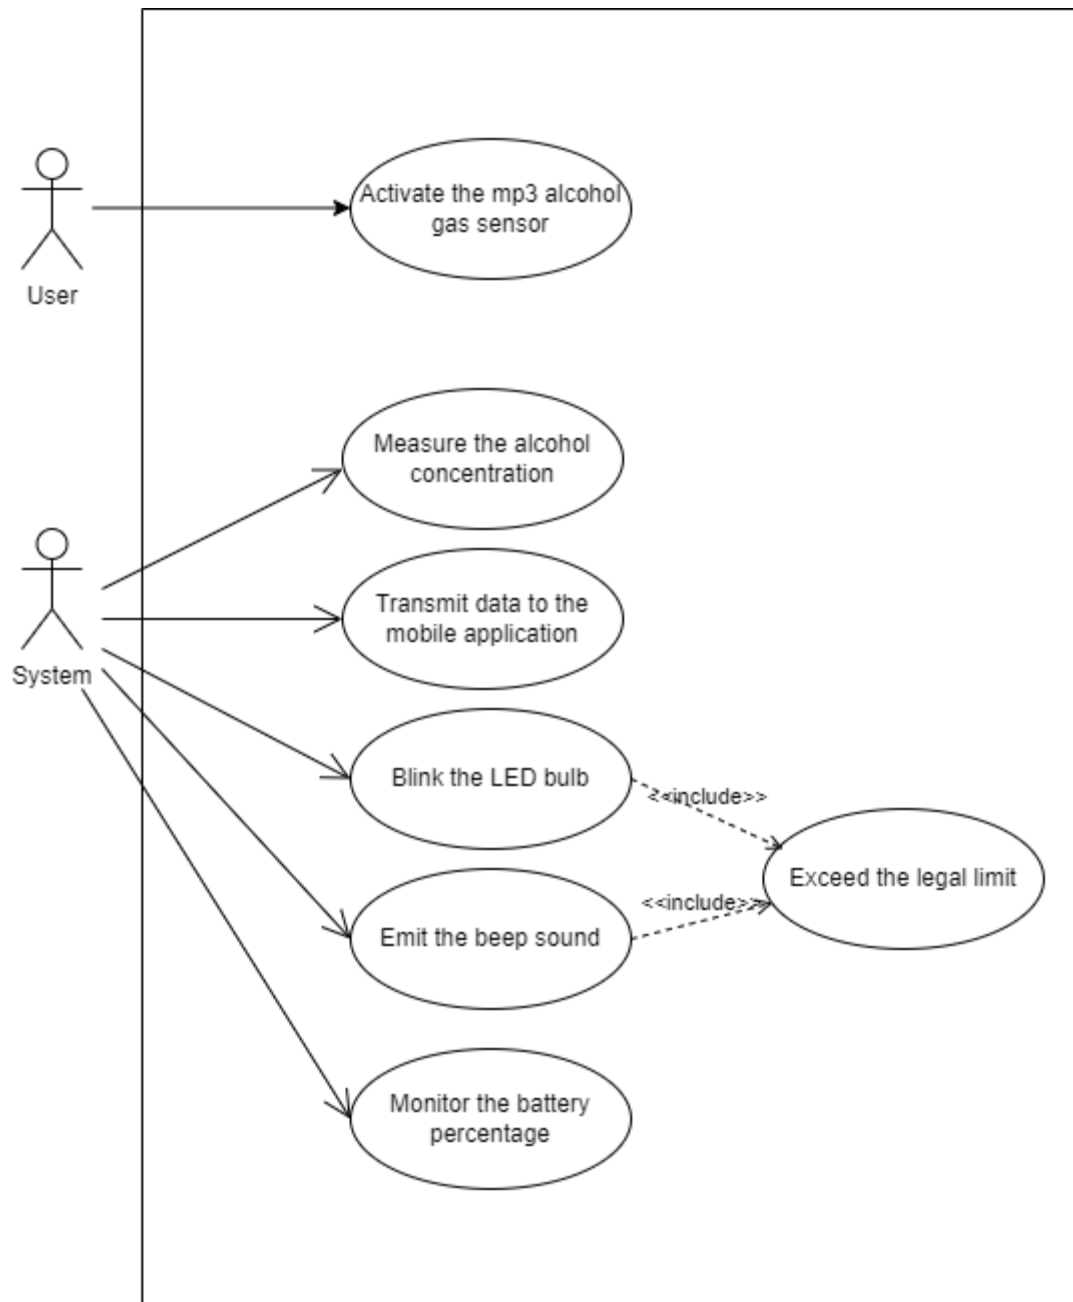 Activate the mp3 alcohol
gas sensor
User
Measure the alcohol
concentration
Transmit data to the
mobile application
System
Blink the LED bulb
<<include>>
Exceed the legal limit
<<include>>
Emit the beep sound
Monitor the battery
percentage